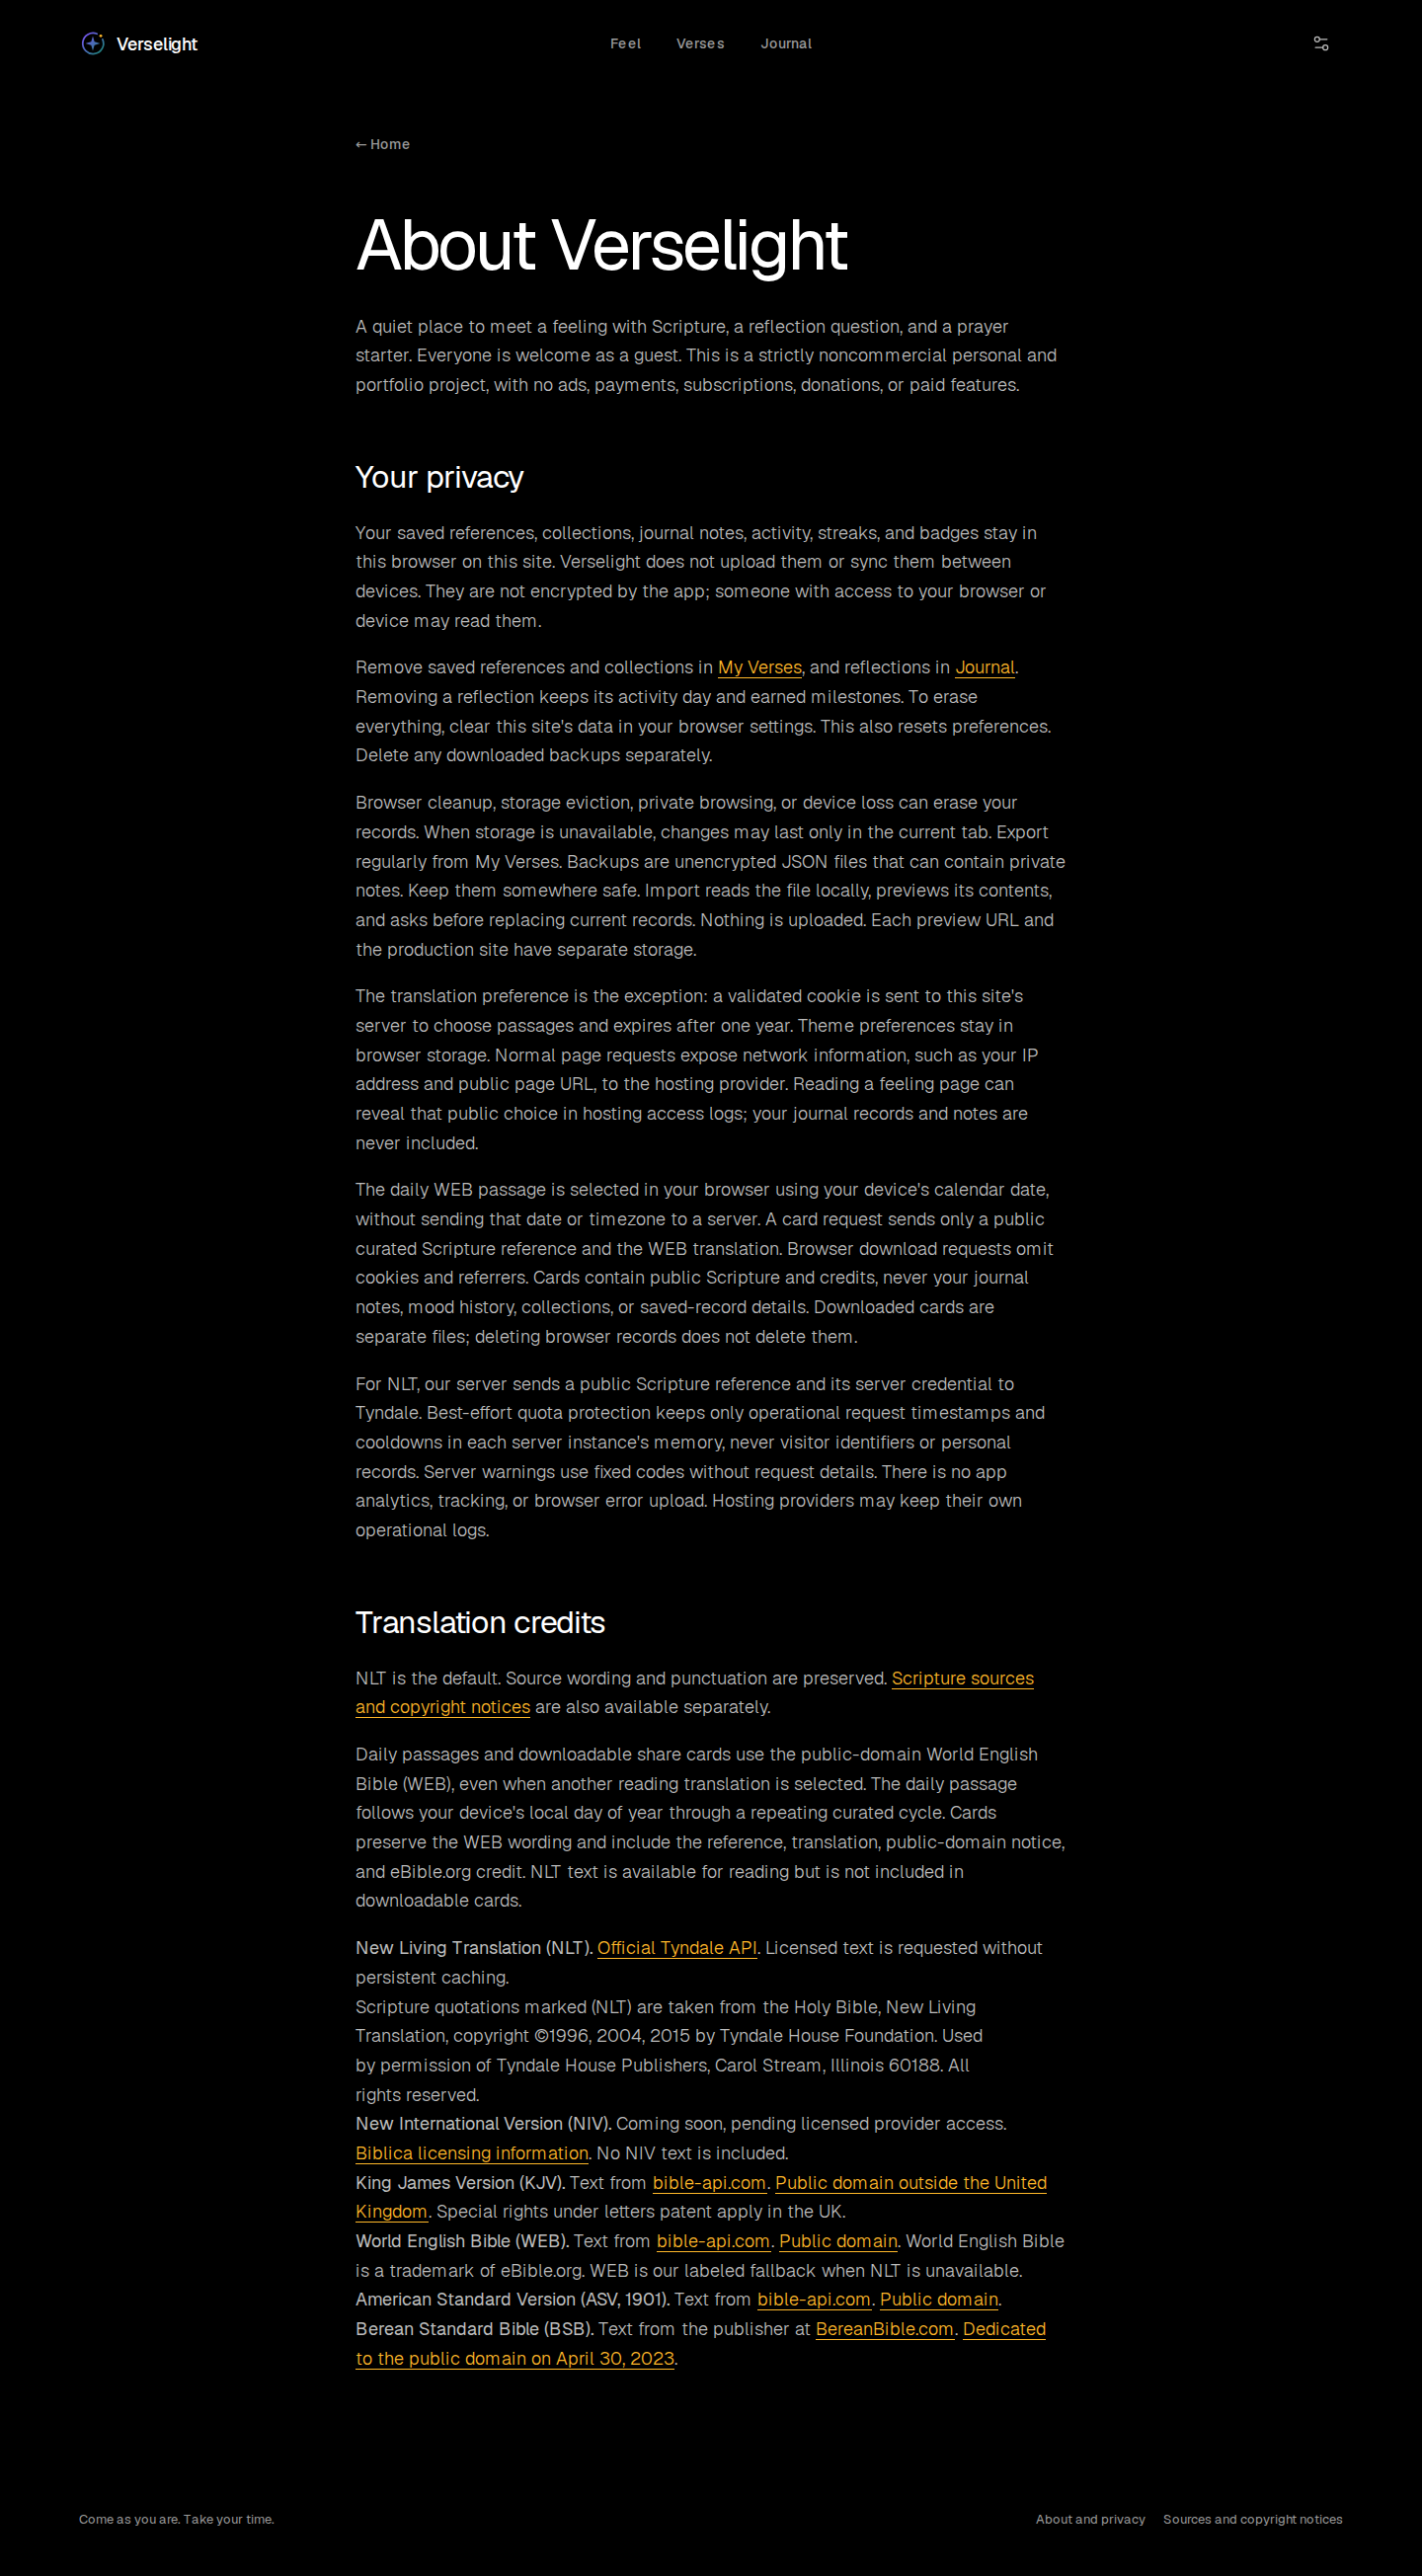 Verselight
Feel
Verses
Journal
← Home
About Verselight
A quiet place to meet a feeling with Scripture, a reflection question, and a prayer
starter. Everyone is welcome as a guest. This is a strictly noncommercial personal and
portfolio project, with no ads, payments, subscriptions, donations, or paid features.
Your privacy
Your saved references, collections, journal notes, activity, streaks, and badges stay in
this browser on this site. Verselight does not upload them or sync them between
devices. They are not encrypted by the app; someone with access to your browser or
device may read them.
Remove saved references and collections in My Verses, and reflections in Journal.
Removing a reflection keeps its activity day and earned milestones. To erase
everything, clear this site's data in your browser settings. This also resets preferences.
Delete any downloaded backups separately.
Browser cleanup, storage eviction, private browsing, or device loss can erase your
records. When storage is unavailable, changes may last only in the current tab. Export
regularly from My Verses. Backups are unencrypted JSON files that can contain private
notes. Keep them somewhere safe. Import reads the file locally, previews its contents,
and asks before replacing current records. Nothing is uploaded. Each preview URL and
the production site have separate storage.
The translation preference is the exception: a validated cookie is sent to this site's
server to choose passages and expires after one year. Theme preferences stay in
browser storage. Normal page requests expose network information, such as your IP
address and public page URL, to the hosting provider. Reading a feeling page can
reveal that public choice in hosting access logs; your journal records and notes are
never included.
The daily WEB passage is selected in your browser using your device's calendar date,
without sending that date or timezone to a server. A card request sends only a public
curated Scripture reference and the WEB translation. Browser download requests omit
cookies and referrers. Cards contain public Scripture and credits, never your journal
notes, mood history, collections, or saved-record details. Downloaded cards are
separate files; deleting browser records does not delete them.
For NLT, our server sends a public Scripture reference and its server credential to
Tyndale. Best-effort quota protection keeps only operational request timestamps and
cooldowns in each server instance's memory, never visitor identifiers or personal
records. Server warnings use fixed codes without request details. There is no app
analytics, tracking, or browser error upload. Hosting providers may keep their own
operational logs.
Translation credits
NLT is the default. Source wording and punctuation are preserved. Scripture sources
and copyright notices are also available separately.
Daily passages and downloadable share cards use the public-domain World English
Bible (WEB), even when another reading translation is selected. The daily passage
follows your device's local day of year through a repeating curated cycle. Cards
preserve the WEB wording and include the reference, translation, public-domain notice,
and eBible.org credit. NLT text is available for reading but is not included in
downloadable cards.
New Living Translation (NLT). Official Tyndale API. Licensed text is requested without
persistent caching.
Scripture quotations marked (NLT) are taken from the Holy Bible, New Living
Translation, copyright ©1996, 2004, 2015 by Tyndale House Foundation. Used
by permission of Tyndale House Publishers, Carol Stream, Illinois 60188. All
rights reserved.
New International Version (NIV). Coming soon, pending licensed provider access.
Biblica licensing information. No NIV text is included.
King James Version (KJV). Text from bible-api.com. Public domain outside the United
Kingdom. Special rights under letters patent apply in the UK.
World English Bible (WEB). Text from bible-api.com. Public domain. World English Bible
is a trademark of eBible.org. WEB is our labeled fallback when NLT is unavailable.
American Standard Version (ASV, 1901). Text from bible-api.com. Public domain.
Berean Standard Bible (BSB). Text from the publisher at BereanBible.com. Dedicated
to the public domain on April 30, 2023.
Come as you are. Take your time.
About and privacy
Sources and copyright notices